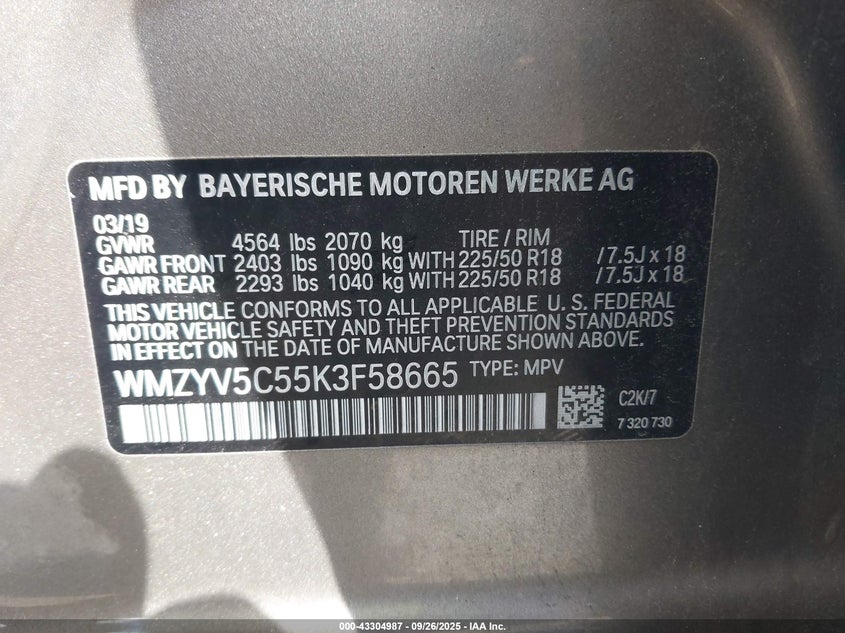 MFD BY BAYERISCHE MOTOREN WERKE AG
03/19
GVWR 4564 lbs 2070 kg TIRE / RIM
GAWR FRONT 2403 lbs 1090 kg WITH 225/50 R18 / 7.5J x 18
GAWR REAR 2293 lbs 1040 kg WITH 225/50 R18 / 7.5J x 18
THIS VEHICLE CONFORMS TO ALL APPLICABLE U. S. FEDERAL
MOTOR VEHICLE SAFETY AND THEFT PREVENTION STANDARDS
IN EFFECT ON THE DATE OF MANUFACTURE SHOWN ABOVE.
WMZYV5C55K3F58665 TYPE: MPV
C2K/7
7 320 730
000-43304987 - 09/26/2025 - IAA Inc.